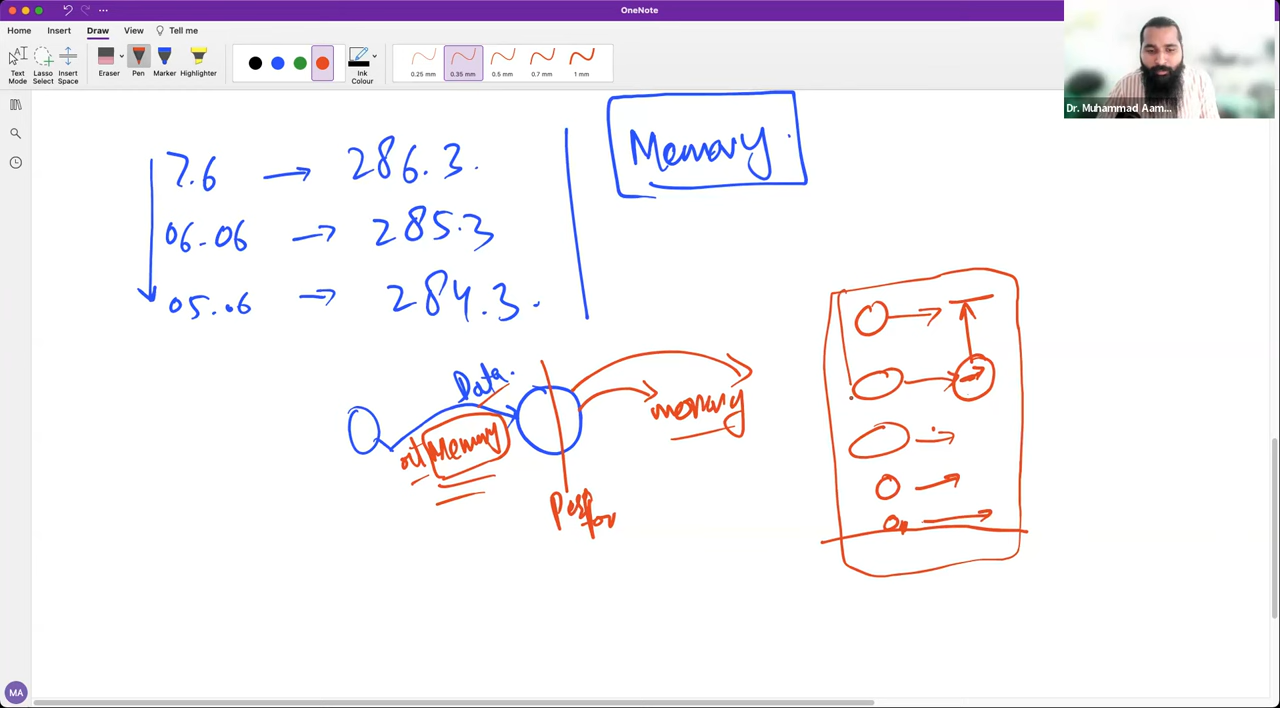 OneNote
Home Insert Draw View Tell me
Text Mode
Lasso Select
Insert Space
Eraser
Pen
Marker
Highlighter
Ink Colour
0.25 mm
0.35 mm
0.5 mm
0.7 mm
1 mm
Dr. Muhammad Aam...
Memory.
7.6 → 286.3.
06.06 → 285.3
05.06 → 284.3.
Data.
Memory
memory
MA